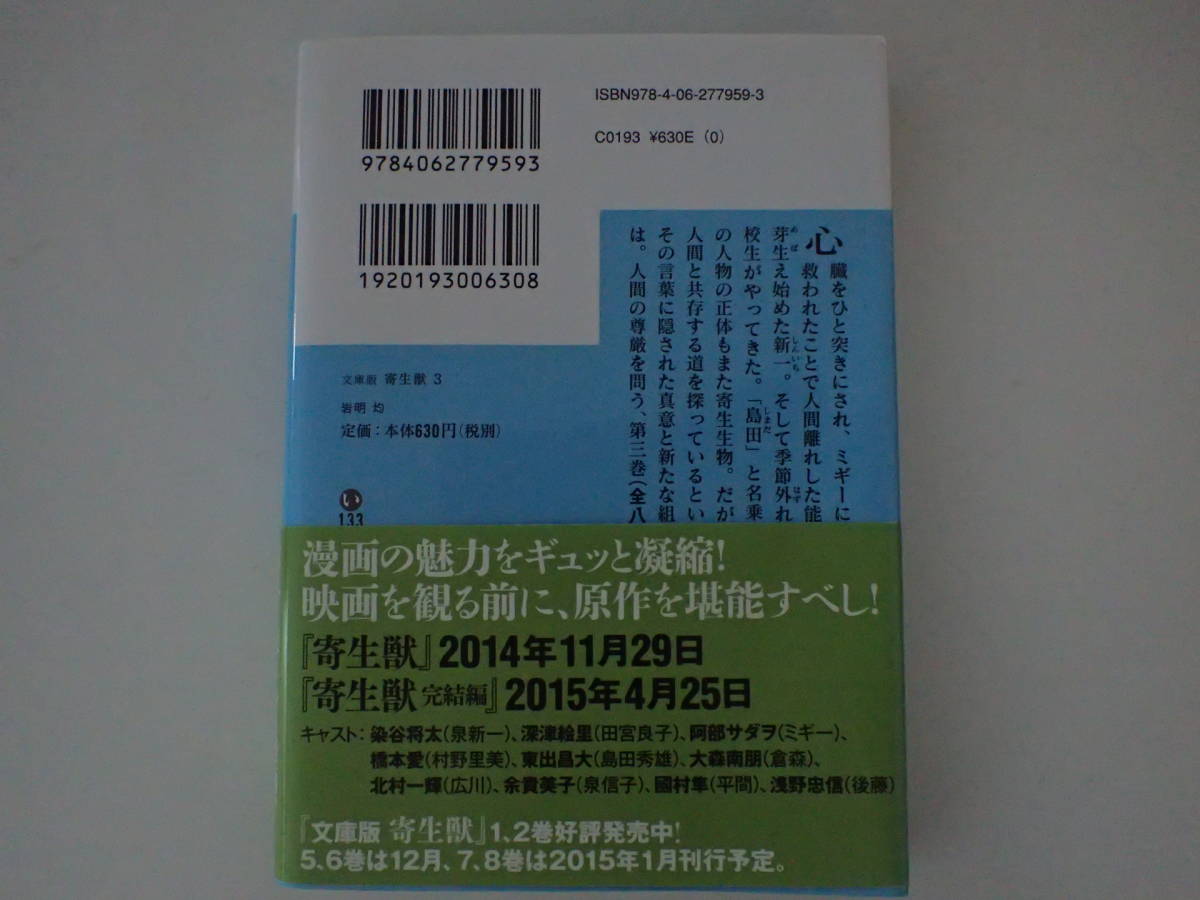 ISBN978-4-06-277959-3
C0193 ¥630E (0)
9784062779593
1920193006308
心臓をひと突きにされ、ミギーに
救われたことで人間離れした能
芽生え始めた新一。そして季節外れ
校生がやってきた。「島田」と名乗
の人物の正体もまた寄生生物。だが
人間と共存する道を探っているとい
その言葉に隠された真意と新たな組
は。人間の尊厳を問う、第三巻(全八
文庫版 寄生獣 3
岩明 均
定価:本体630円(税別)
い
133
漫画の魅力をギュッと凝縮!
映画を観る前に、原作を堪能すべし!
『寄生獣』2014年11月29日
『寄生獣 完結編』2015年4月25日
キャスト:染谷将太(泉新一)、深津絵里(田宮良子)、阿部サダヲ(ミギー)、
橋本愛(村野里美)、東出昌大(島田秀雄)、大森南朋(倉森)、
北村一輝(広川)、余貴美子(泉信子)、國村隼(平間)、浅野忠信(後藤)
『文庫版 寄生獣』1、2巻好評発売中!
5、6巻は12月、7、8巻は2015年1月刊行予定。